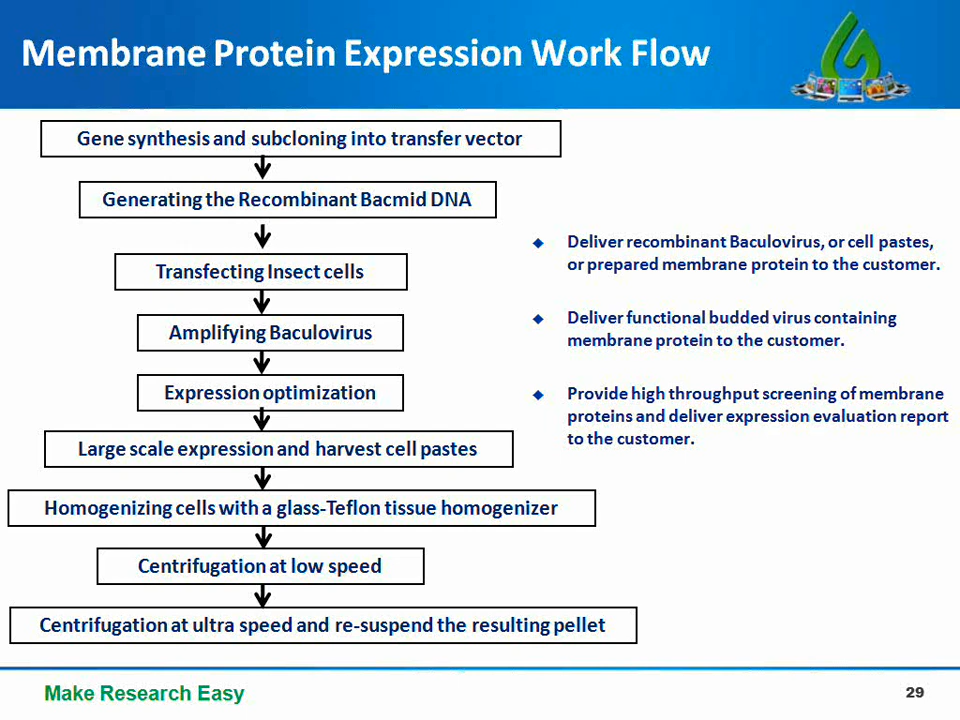 Membrane Protein Expression Work Flow
Gene synthesis and subcloning into transfer vector
Generating the Recombinant Bacmid DNA
Transfecting Insect cells
Amplifying Baculovirus
Expression optimization
Large scale expression and harvest cell pastes
Homogenizing cells with a glass-Teflon tissue homogenizer
Centrifugation at low speed
Centrifugation at ultra speed and re-suspend the resulting pellet
Deliver recombinant Baculovirus, or cell pastes,
or prepared membrane protein to the customer.
Deliver functional budded virus containing
membrane protein to the customer.
Provide high throughput screening of membrane
proteins and deliver expression evaluation report
to the customer.
Make Research Easy
29